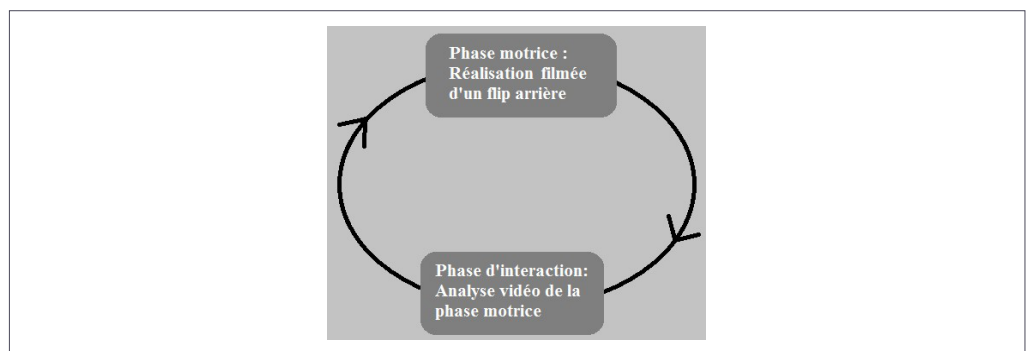 Phase motrice :
Réalisation filmée
d'un flip arrière
Phase d'interaction:
Analyse vidéo de la
phase motrice